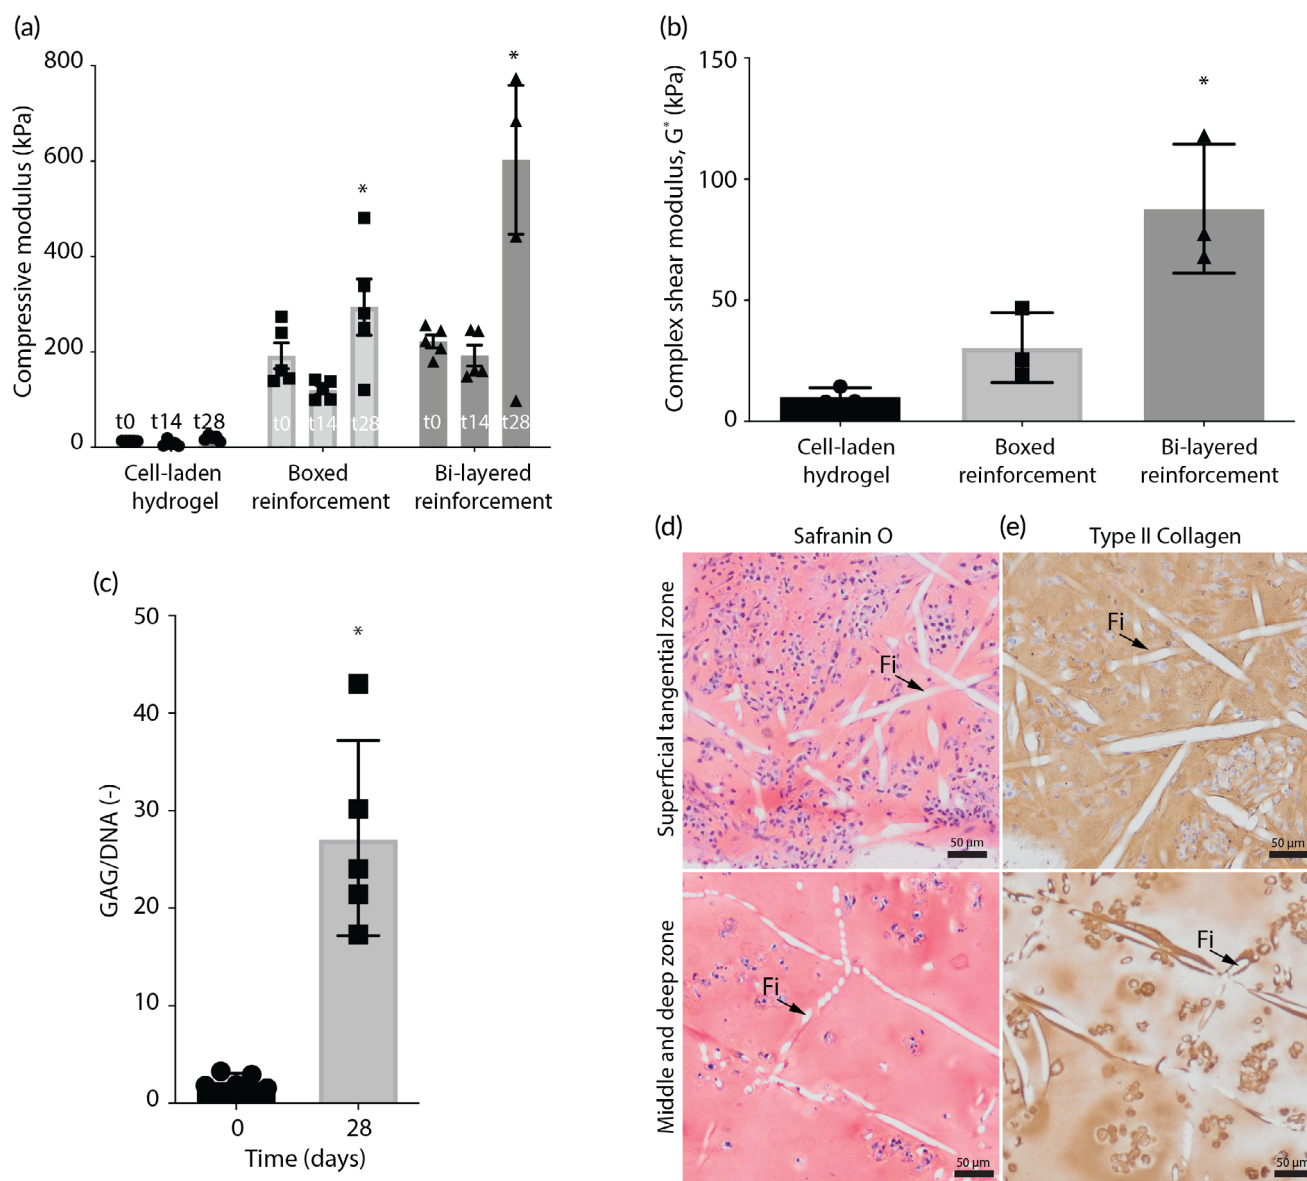 (a)
Compressive modulus (kPa)
800
600
400
200
0
*
*
t0 t14 t28
t0 t14 t28
t0 t14 t28
Cell-laden
hydrogel
Boxed
reinforcement
Bi-layered
reinforcement
(b)
Complex shear modulus, G* (kPa)
150
100
50
0
*
Cell-laden
hydrogel
Boxed
reinforcement
Bi-layered
reinforcement
(c)
GAG/DNA (-)
50
40
30
20
10
0
*
0
28
Time (days)
(d)
Safranin O
(e)
Type II Collagen
Superficial tangential zone
Fi
50 µm
Fi
50 µm
Middle and deep zone
Fi
50 µm
Fi
50 µm